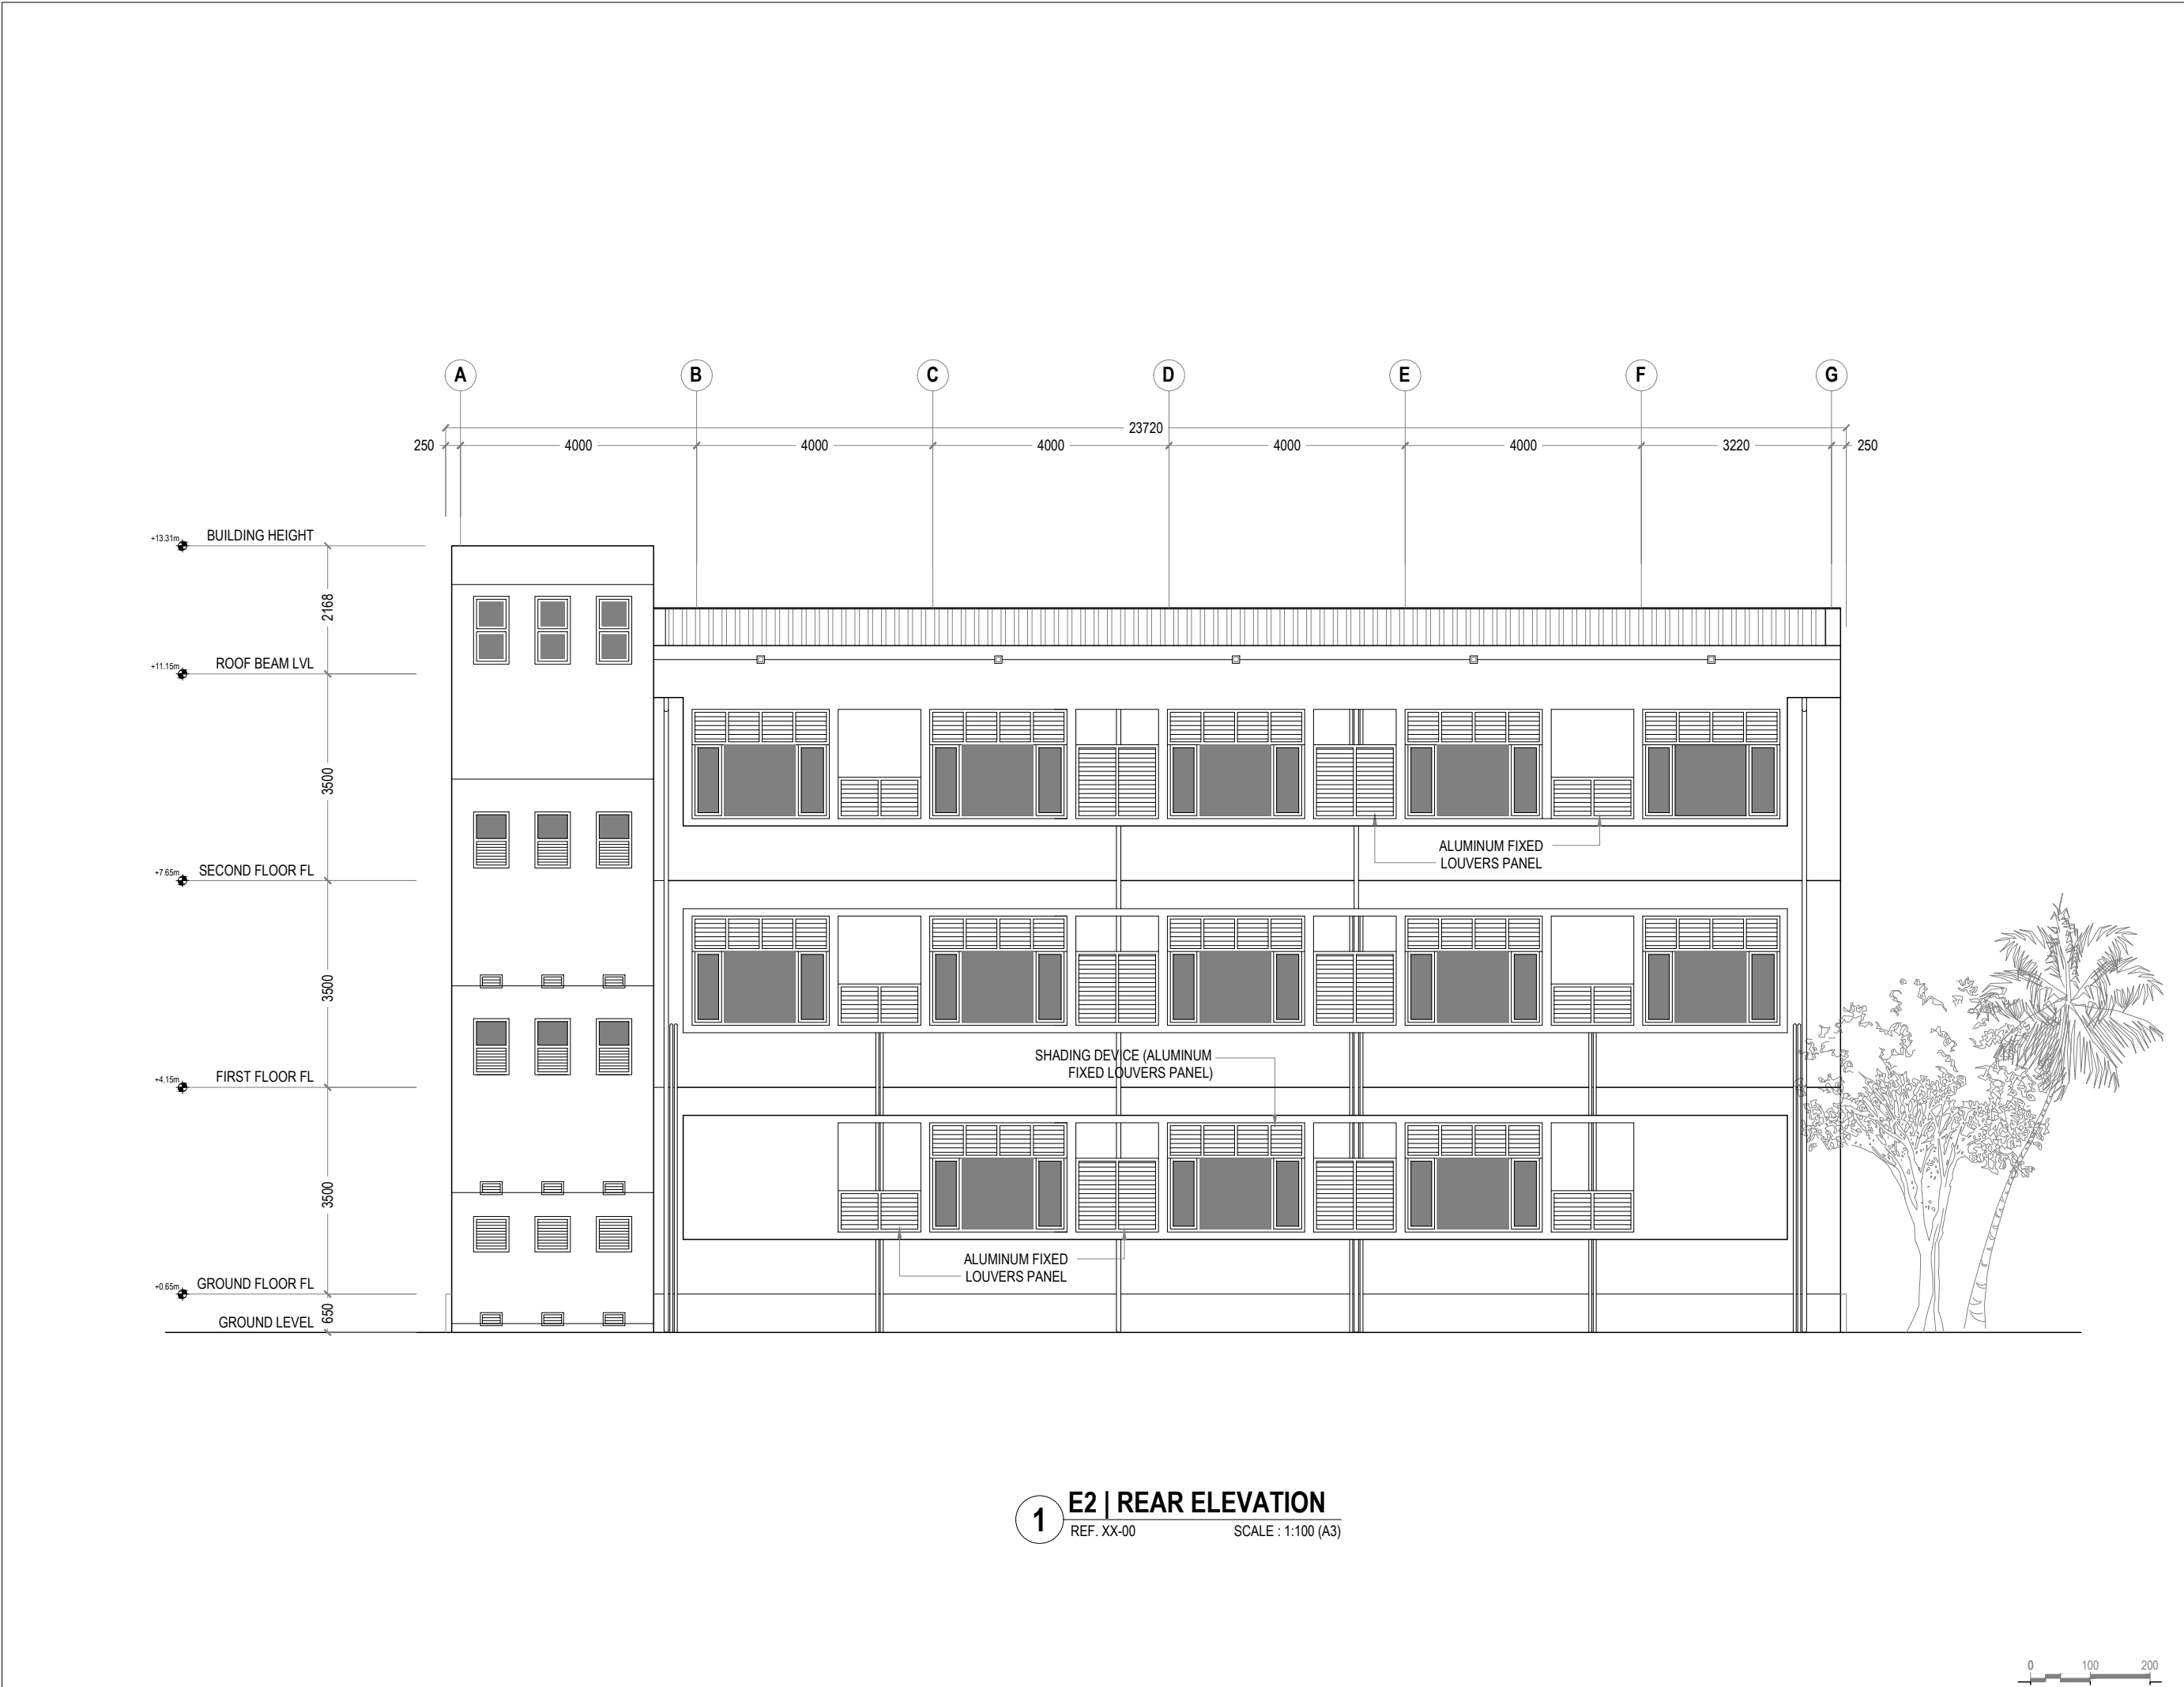 A B C D E F G
23720
250 4000 4000 4000 4000 4000 3220 250
+13.31m BUILDING HEIGHT
2168
+11.15m ROOF BEAM LVL
3500
ALUMINUM FIXED
LOUVERS PANEL
+7.65m SECOND FLOOR FL
3500
SHADING DEVICE (ALUMINUM
FIXED LOUVERS PANEL)
+4.15m FIRST FLOOR FL
3500
ALUMINUM FIXED
LOUVERS PANEL
+0.65m GROUND FLOOR FL
650
GROUND LEVEL
1 E2 | REAR ELEVATION
REF. XX-00 SCALE : 1:100 (A3)
0 100 200